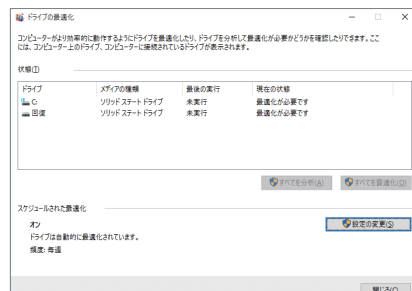 ドライブの最適化
コンピューターがより効率的に動作するようにドライブを最適化したり、ドライブを分析して最適化が必要かどうかを確認したりできます。ここ
には、コンピューター上のドライブ、コンピューターに接続されているドライブが表示されます。
状態(T)
ドライブ メディアの種類 最後の実行 現在の状態
C: ソリッド ステート ドライブ 未実行 最適化が必要です
回復 ソリッド ステート ドライブ 未実行 最適化が必要です
すべてを分析(A) すべてを最適化(O)
スケジュールされた最適化
オン 設定の変更(S)
ドライブは自動的に最適化されています。
頻度: 毎週
閉じる(C)